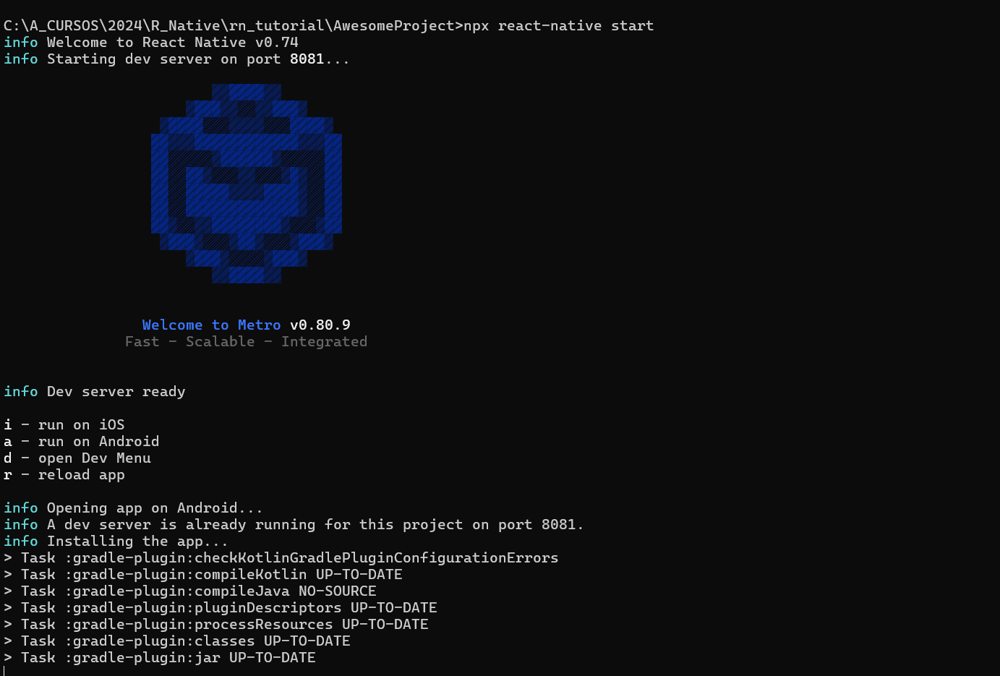 C:\A_CURSOS\2024\R_Native\rn_tutorial\AwesomeProject>npx react-native start
info Welcome to React Native v0.74
info Starting dev server on port 8081...
Welcome to Metro v0.80.9
Fast - Scalable - Integrated
info Dev server ready
i - run on iOS
a - run on Android
d - open Dev Menu
r - reload app
info Opening app on Android...
info A dev server is already running for this project on port 8081.
info Installing the app...
> Task :gradle-plugin:checkKotlinGradlePluginConfigurationErrors
> Task :gradle-plugin:compileKotlin UP-TO-DATE
> Task :gradle-plugin:compileJava NO-SOURCE
> Task :gradle-plugin:pluginDescriptors UP-TO-DATE
> Task :gradle-plugin:processResources UP-TO-DATE
> Task :gradle-plugin:classes UP-TO-DATE
> Task :gradle-plugin:jar UP-TO-DATE